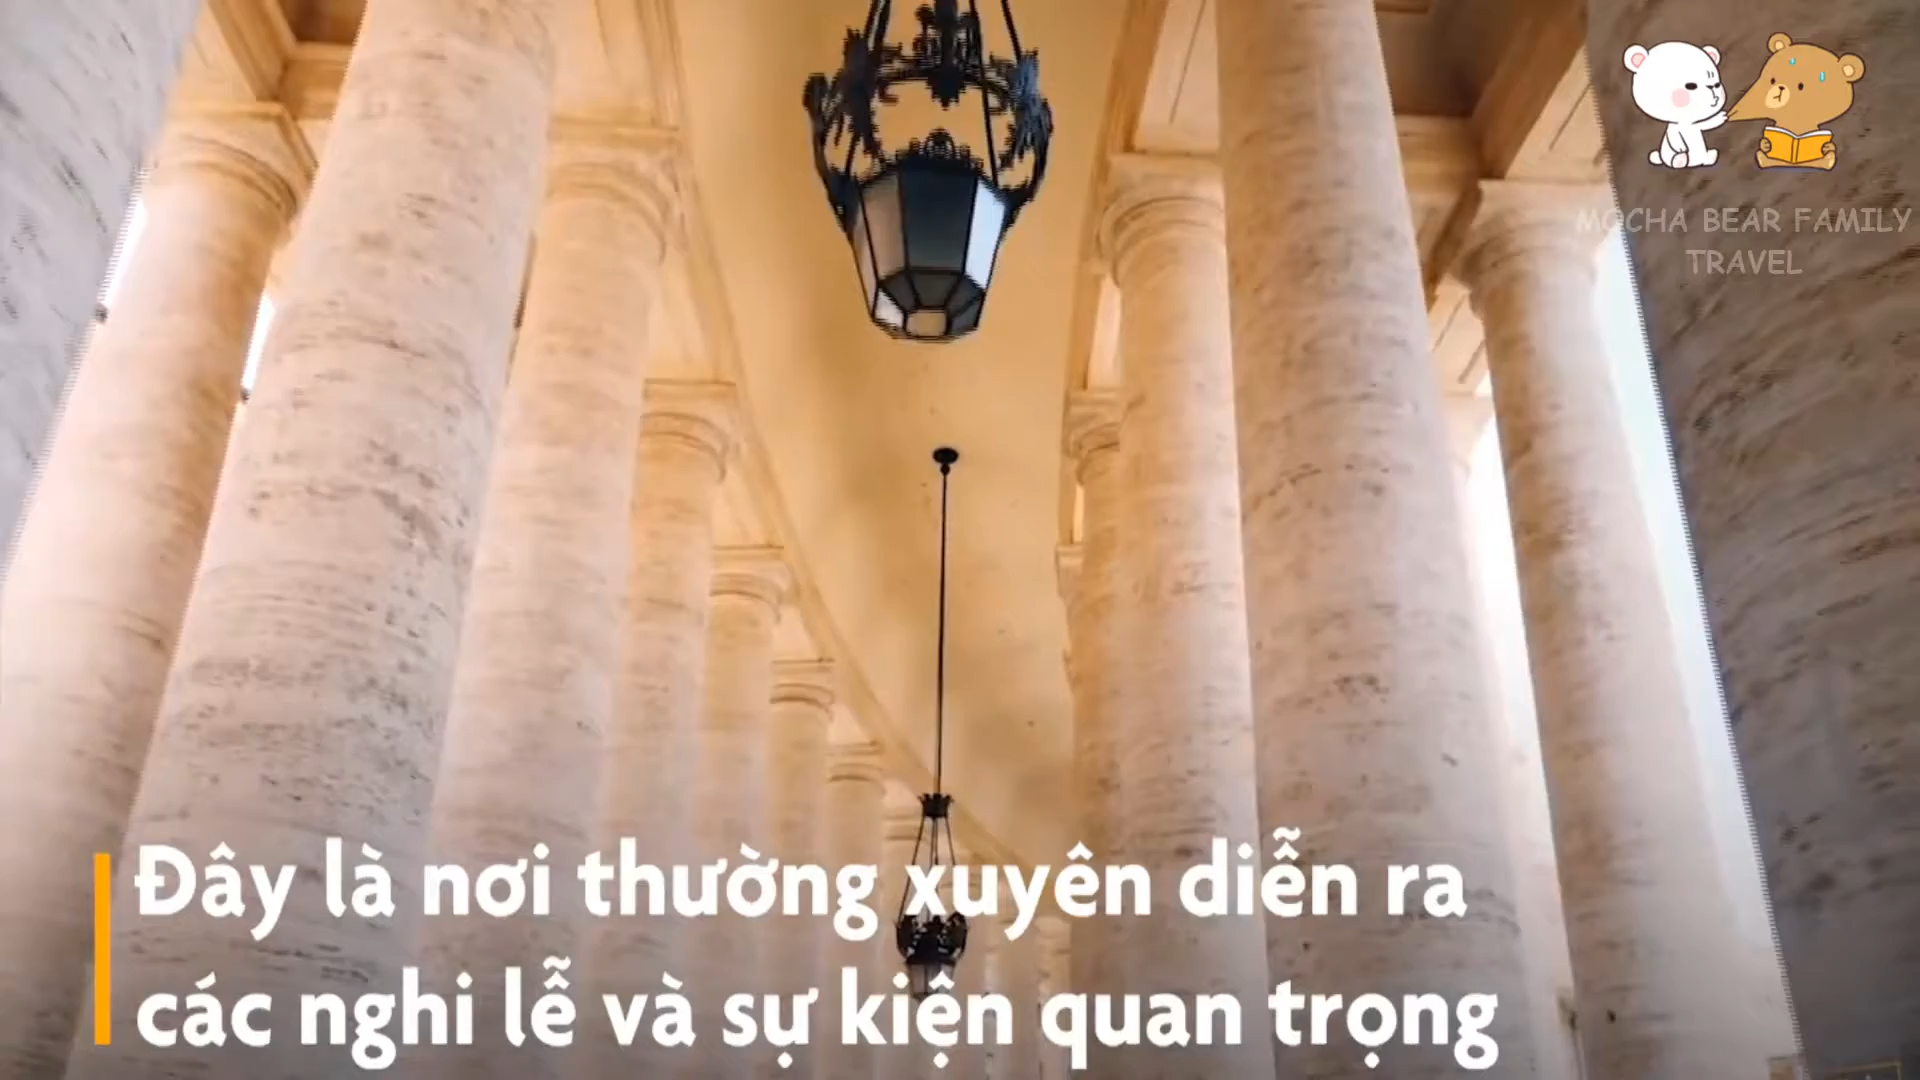 MOCHA BEAR FAMILY
TRAVEL
Đây là nơi thường xuyên diễn ra
các nghi lễ và sự kiện quan trọng